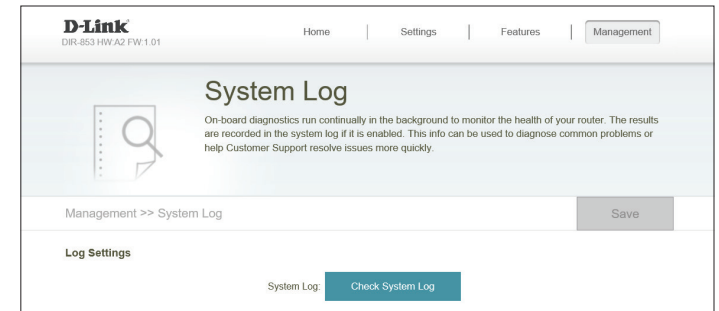 D-Link
DIR-853 HW:A2 FW:1.01
Home | Settings | Features | Management
System Log
On-board diagnostics run continually in the background to monitor the health of your router. The results
are recorded in the system log if it is enabled. This info can be used to diagnose common problems or
help Customer Support resolve issues more quickly.
Management >> System Log
Save
Log Settings
System Log: Check System Log